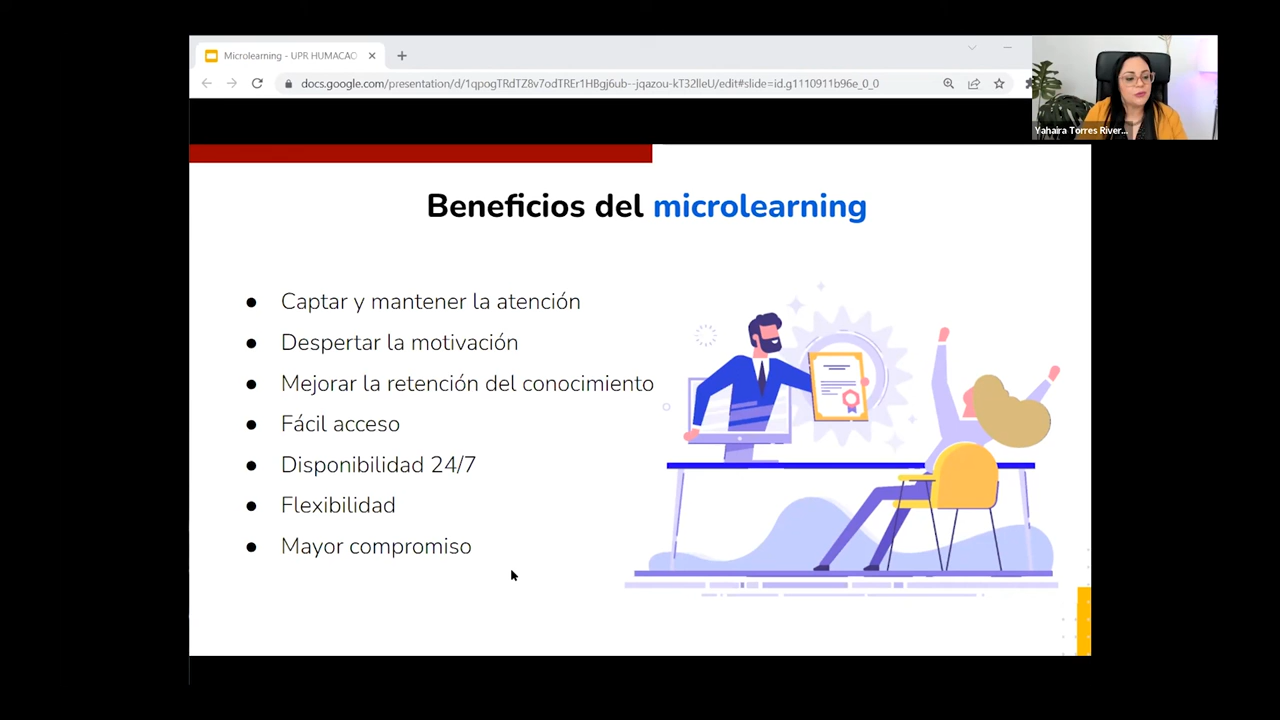 Microlearning - UPR HUMACAO
docs.google.com/presentation/d/1qpogTRdTZ8v7odTREr1HBgj6ub--jqazou-kT32lleU/edit#slide=id.g1110911b96e_0_0
Yahaira Torres River...
Beneficios del microlearning
● Captar y mantener la atención
● Despertar la motivación
● Mejorar la retención del conocimiento
● Fácil acceso
● Disponibilidad 24/7
● Flexibilidad
● Mayor compromiso